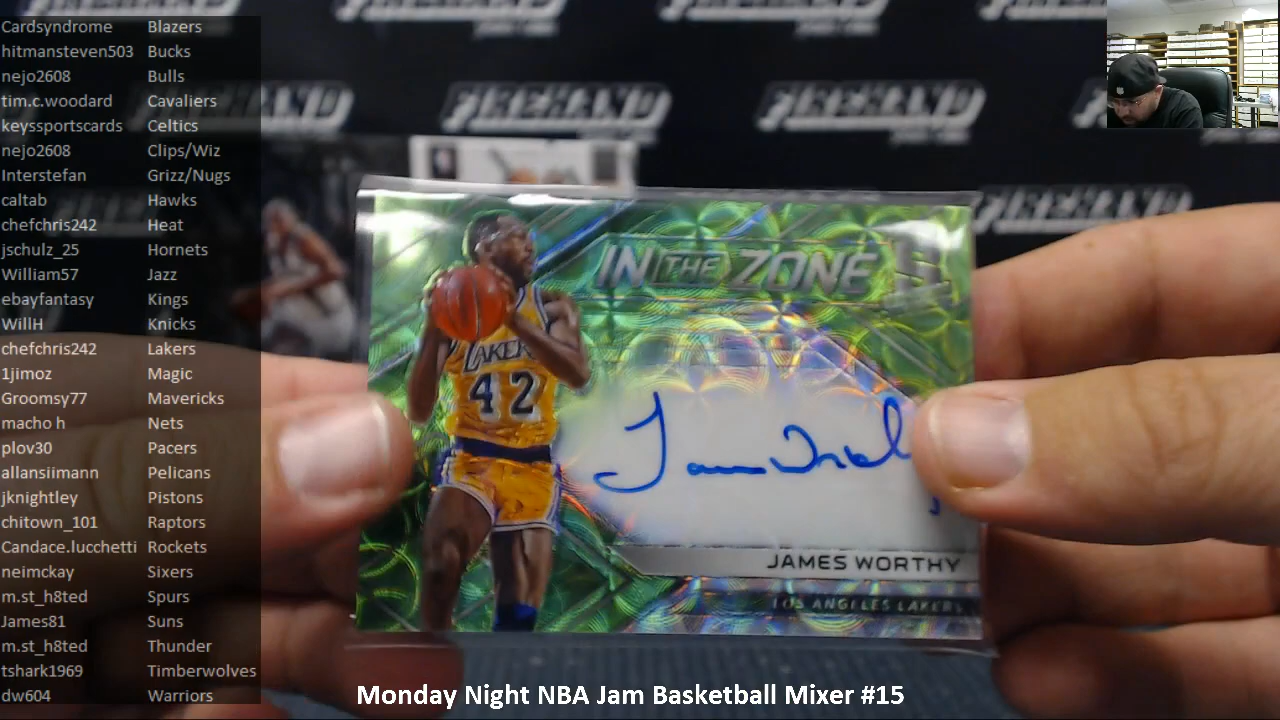 Cardsyndrome Blazers
hitmansteven503 Bucks
nejo2608 Bulls
tim.c.woodard Cavaliers
keyssportscards Celtics
nejo2608 Clips/Wiz
Interstefan Grizz/Nugs
caltab Hawks
chefchris242 Heat
jschulz_25 Hornets
William57 Jazz
ebayfantasy Kings
WillH Knicks
chefchris242 Lakers
1jimoz Magic
Groomsy77 Mavericks
macho h Nets
plov30 Pacers
allansiimann Pelicans
jknightley Pistons
chitown_101 Raptors
Candace.lucchetti Rockets
neimckay Sixers
m.st_h8ted Spurs
James81 Suns
m.st_h8ted Thunder
tshark1969 Timberwolves
dw604 Warriors
IN THE ZONE
LAKERS
42
JAMES WORTHY
LOS ANGELES LAKERS
Monday Night NBA Jam Basketball Mixer #15